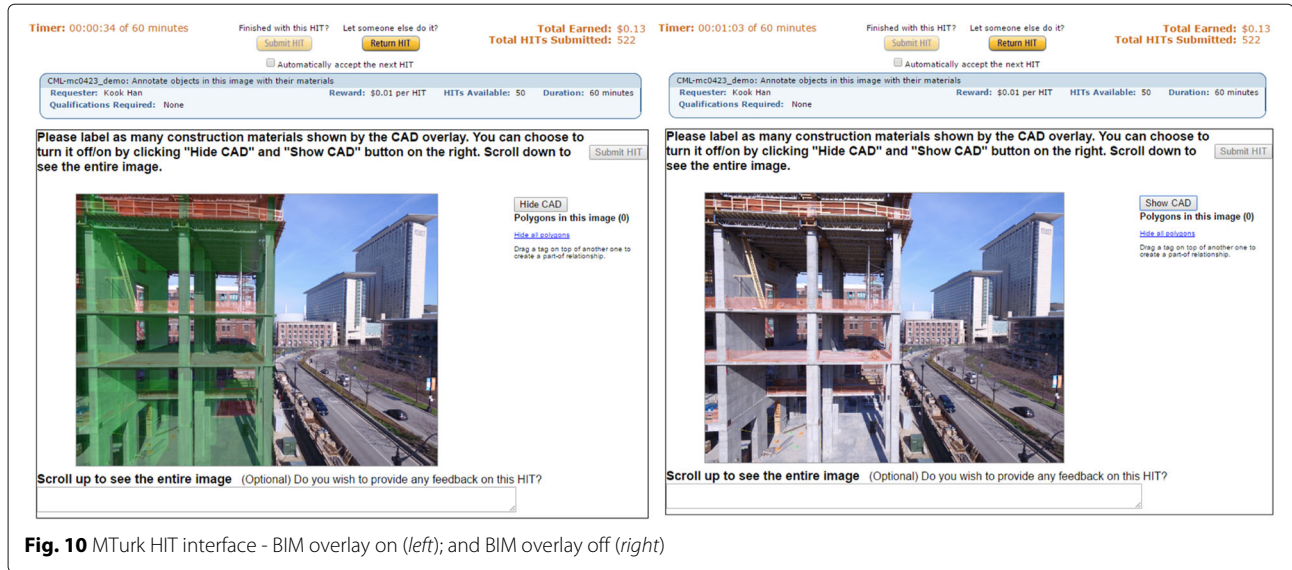 Timer: 00:00:34 of 60 minutes
Finished with this HIT? Let someone else do it?
Submit HIT Return HIT
Automatically accept the next HIT
Total Earned: $0.13
Total HITs Submitted: 522
CML-mc0423_demo: Annotate objects in this image with their materials
Requester: Kook Han Reward: $0.01 per HIT HITs Available: 50 Duration: 60 minutes
Qualifications Required: None
Please label as many construction materials shown by the CAD overlay. You can choose to
turn it off/on by clicking "Hide CAD" and "Show CAD" button on the right. Scroll down to
see the entire image.
Submit HIT
Hide CAD
Polygons in this image (0)
Hide all polygons
Drag a tag on top of another one to
create a part-of relationship.
Scroll up to see the entire image (Optional) Do you wish to provide any feedback on this HIT?
Timer: 00:01:03 of 60 minutes
Finished with this HIT? Let someone else do it?
Submit HIT Return HIT
Automatically accept the next HIT
Total Earned: $0.13
Total HITs Submitted: 522
CML-mc0423_demo: Annotate objects in this image with their materials
Requester: Kook Han Reward: $0.01 per HIT HITs Available: 50 Duration: 60 minutes
Qualifications Required: None
Please label as many construction materials shown by the CAD overlay. You can choose to
turn it off/on by clicking "Hide CAD" and "Show CAD" button on the right. Scroll down to
see the entire image.
Submit HIT
Show CAD
Polygons in this image (0)
Hide all polygons
Drag a tag on top of another one to
create a part-of relationship.
Scroll up to see the entire image (Optional) Do you wish to provide any feedback on this HIT?
Fig. 10 MTurk HIT interface - BIM overlay on (left); and BIM overlay off (right)